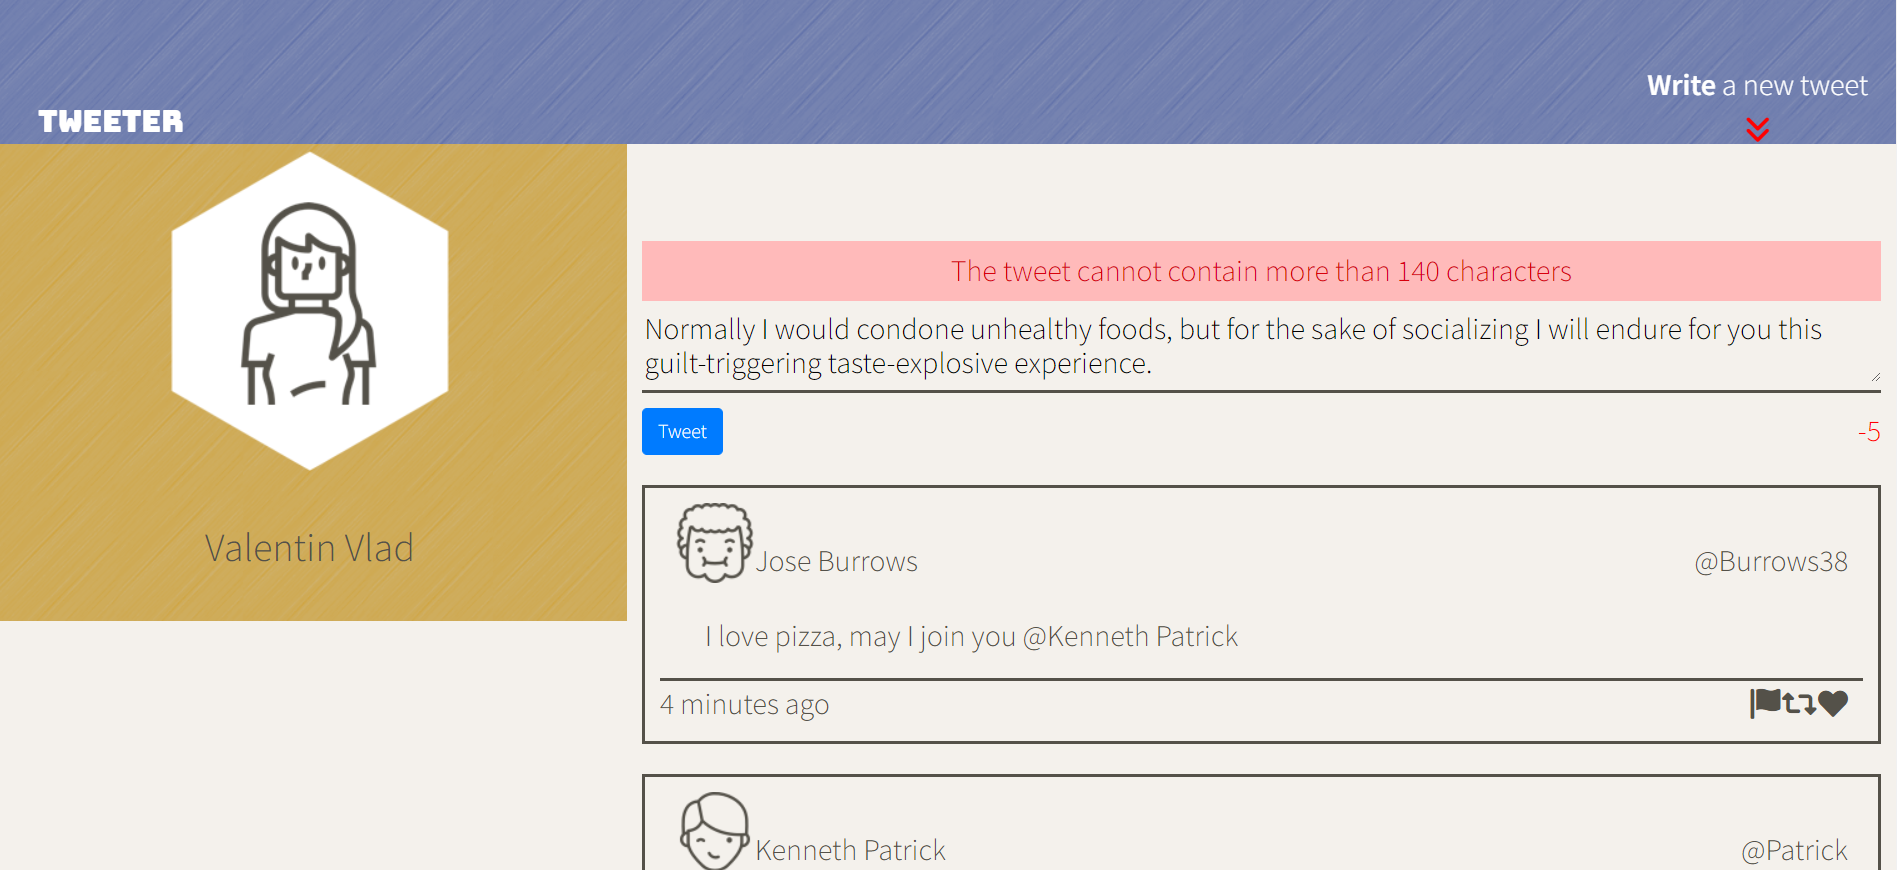 Write a new tweet
TWEETER
Valentin Vlad
The tweet cannot contain more than 140 characters
Normally I would condone unhealthy foods, but for the sake of socializing I will endure for you this
guilt-triggering taste-explosive experience.
Tweet
-5
Jose Burrows
@Burrows38
I love pizza, may I join you @Kenneth Patrick
4 minutes ago
Kenneth Patrick
@Patrick